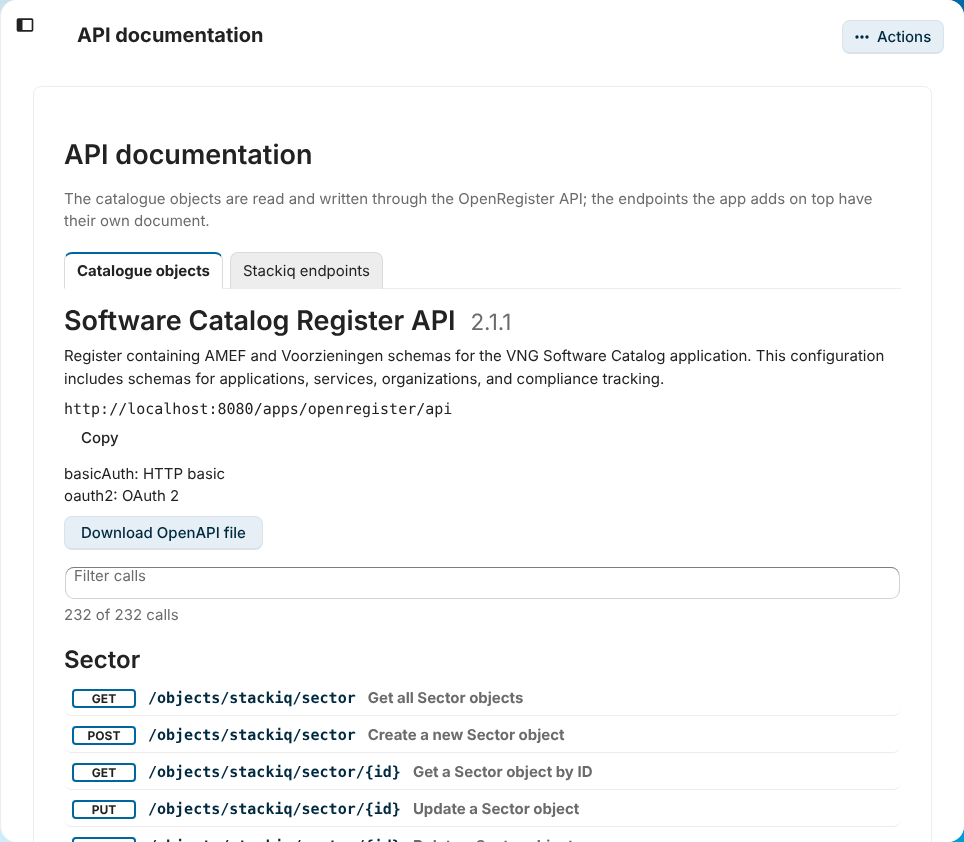 API documentation
••• Actions
API documentation
The catalogue objects are read and written through the OpenRegister API; the endpoints the app adds on top have
their own document.
Catalogue objects
Stackiq endpoints
Software Catalog Register API 2.1.1
Register containing AMEF and Voorzieningen schemas for the VNG Software Catalog application. This configuration
includes schemas for applications, services, organizations, and compliance tracking.
http://localhost:8080/apps/openregister/api
Copy
basicAuth: HTTP basic
oauth2: OAuth 2
Download OpenAPI file
Filter calls
232 of 232 calls
Sector
GET /objects/stackiq/sector Get all Sector objects
POST /objects/stackiq/sector Create a new Sector object
GET /objects/stackiq/sector/{id} Get a Sector object by ID
PUT /objects/stackiq/sector/{id} Update a Sector object